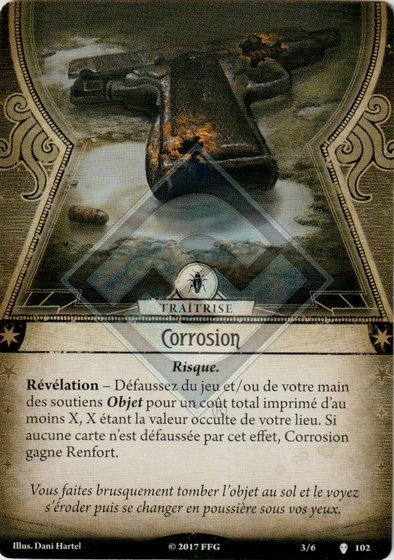 TRAÎTRISE
Corrosion
Risque.
Révélation – Défaussez du jeu et/ou de votre main
des soutiens Objet pour un coût total imprimé d'au
moins X, X étant la valeur occulte de votre lieu. Si
aucune carte n'est défaussée par cet effet, Corrosion
gagne Renfort.
Vous faites brusquement tomber l'objet au sol et le voyez
s'éroder puis se changer en poussière sous vos yeux.
Illus. Dani Hartel © 2017 FFG 3/6 102